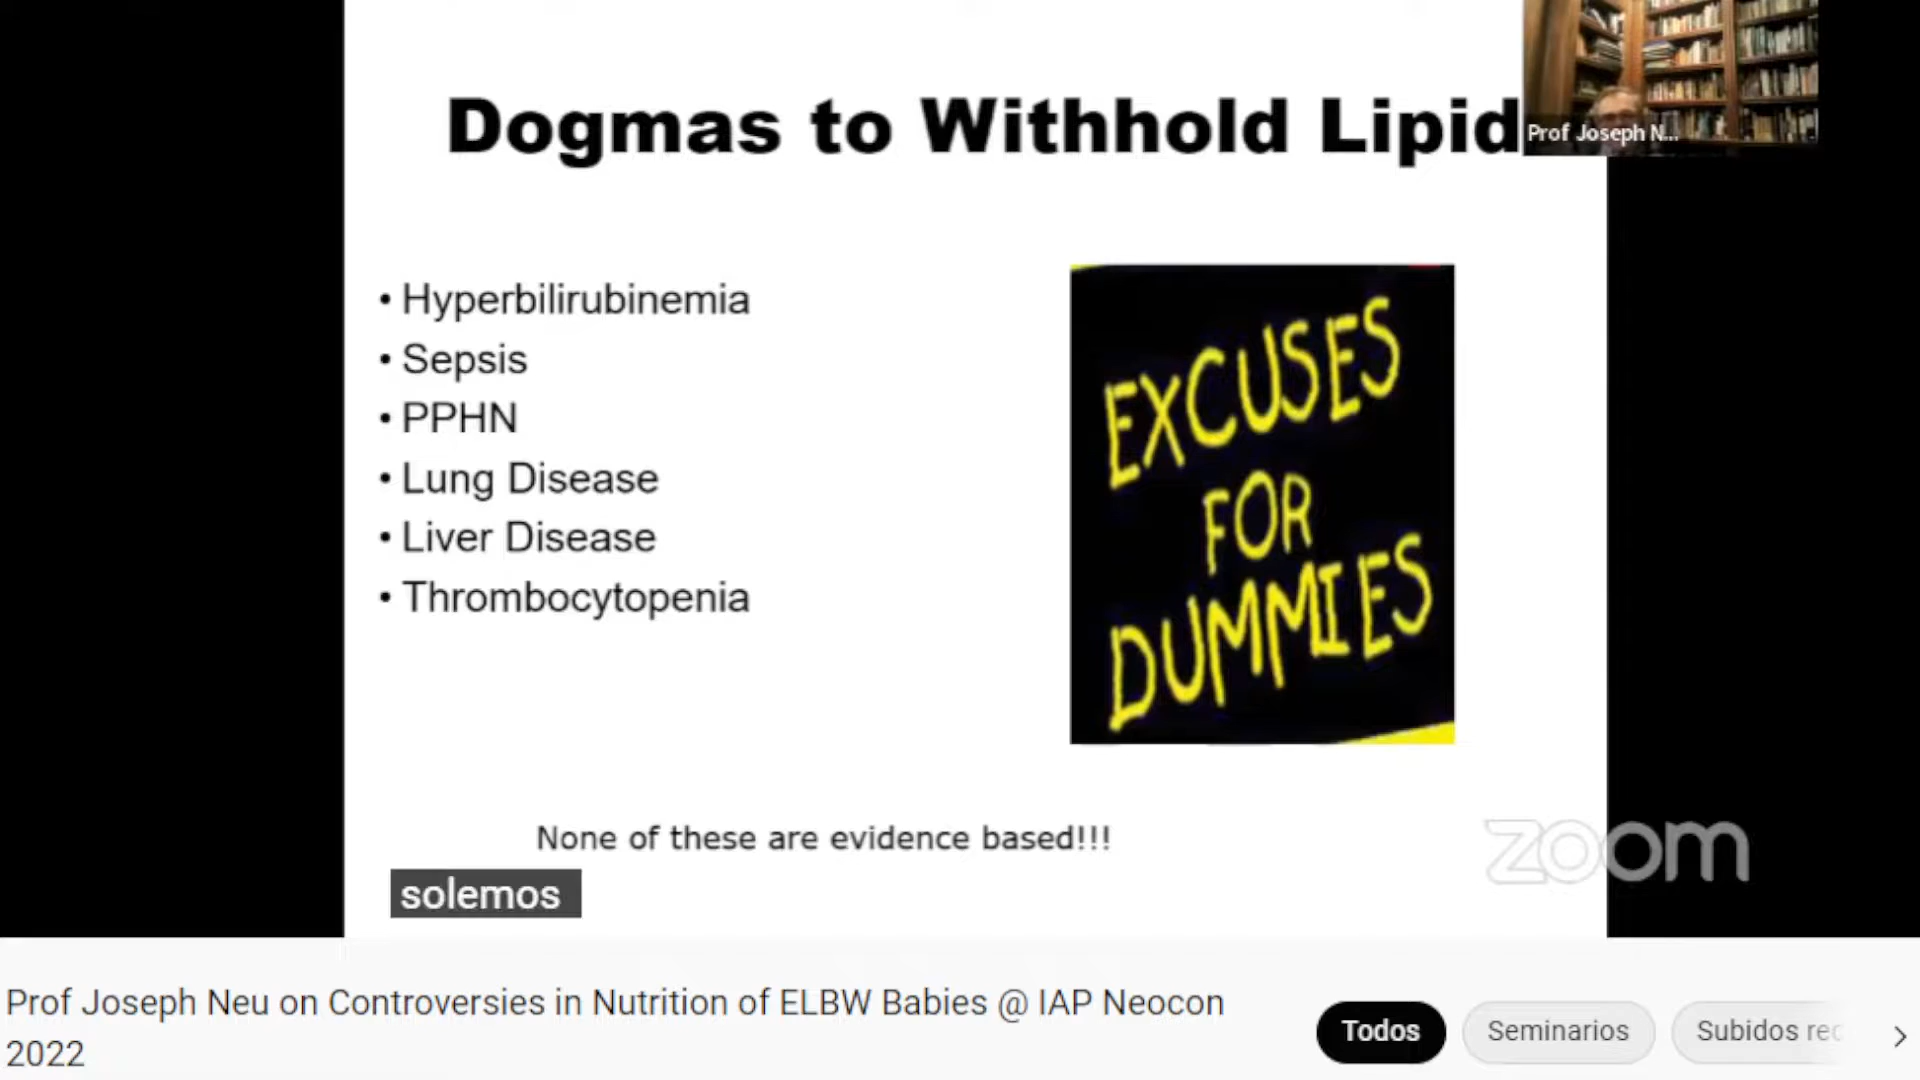 Dogmas to Withhold Lipid
Prof Joseph N...
• Hyperbilirubinemia
• Sepsis
• PPHN
• Lung Disease
• Liver Disease
• Thrombocytopenia
EXCUSES
FOR
DUMMIES
None of these are evidence based!!!
solemos
zoom
Prof Joseph Neu on Controversies in Nutrition of ELBW Babies @ IAP Neocon
2022
Todos
Seminarios
Subidos rec